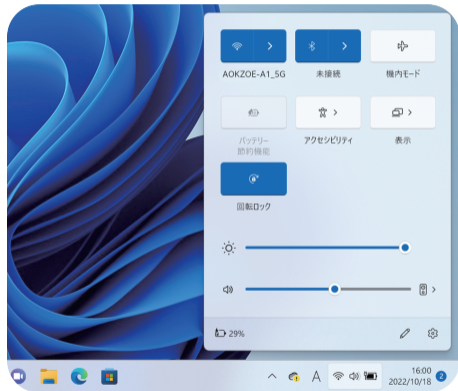 AOKZOE-A1_5G
未接続
機内モード
バッテリー
節約機能
アクセシビリティ
表示
回転ロック
29%
A
16:00
2022/10/18
2